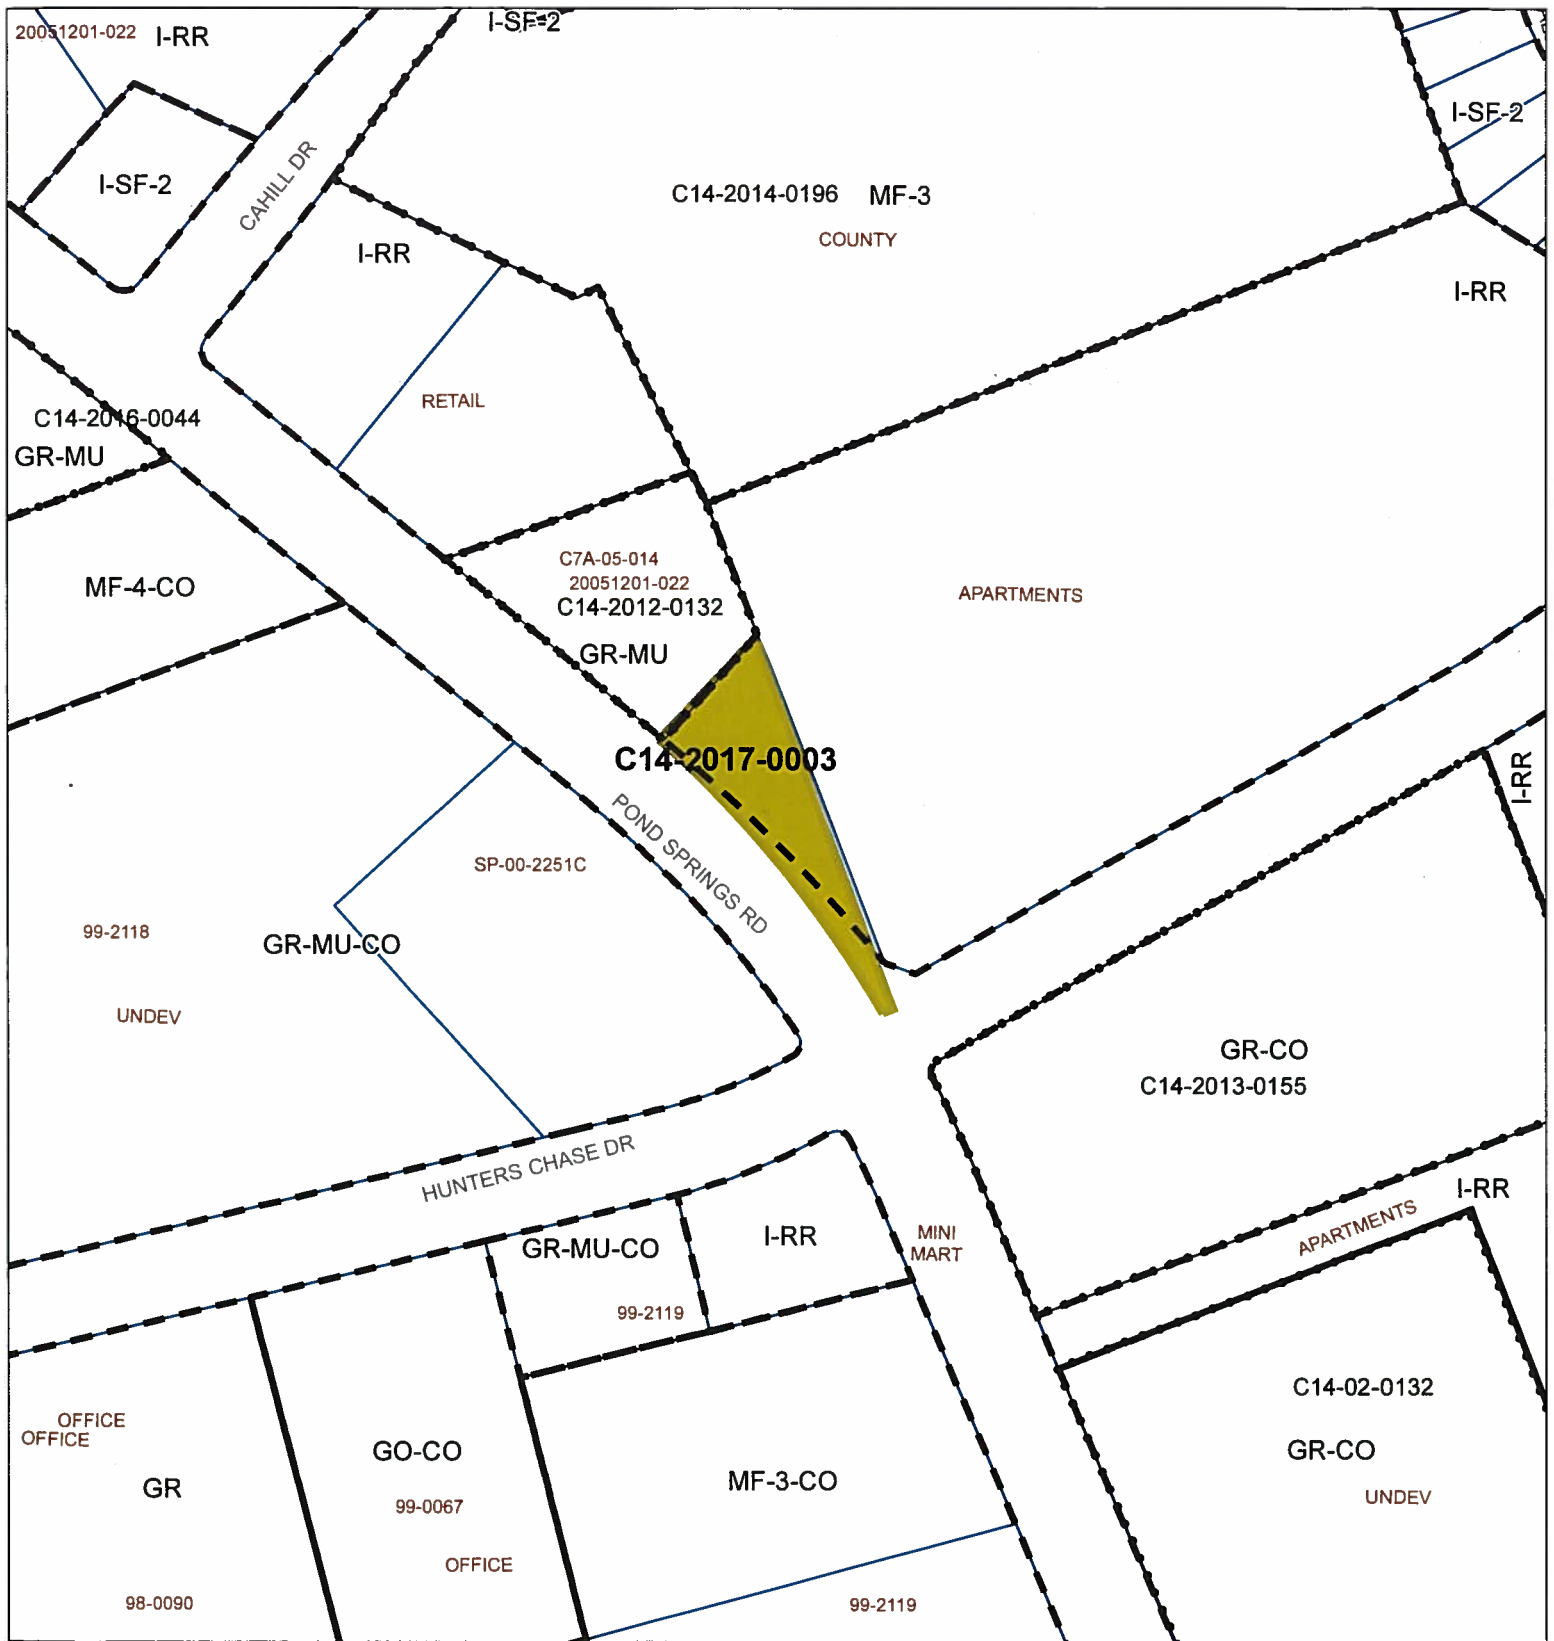 20051201-022 I-RR
I-SF-2
I-SF-2
I-SF-2
CAHILL DR
C14-2014-0196 MF-3
COUNTY
I-RR
I-RR
RETAIL
C14-2016-0044
GR-MU
C7A-05-014
20051201-022
C14-2012-0132
GR-MU
MF-4-CO
APARTMENTS
C14-2017-0003
I-RR
POND SPRINGS RD
SP-00-2251C
99-2118
GR-MU-CO
UNDEV
GR-CO
C14-2013-0155
HUNTERS CHASE DR
I-RR
APARTMENTS
GR-MU-CO
I-RR
MINI
MART
99-2119
C14-02-0132
GR-CO
UNDEV
OFFICE
OFFICE
GR
GO-CO
99-0067
OFFICE
MF-3-CO
98-0090
99-2119